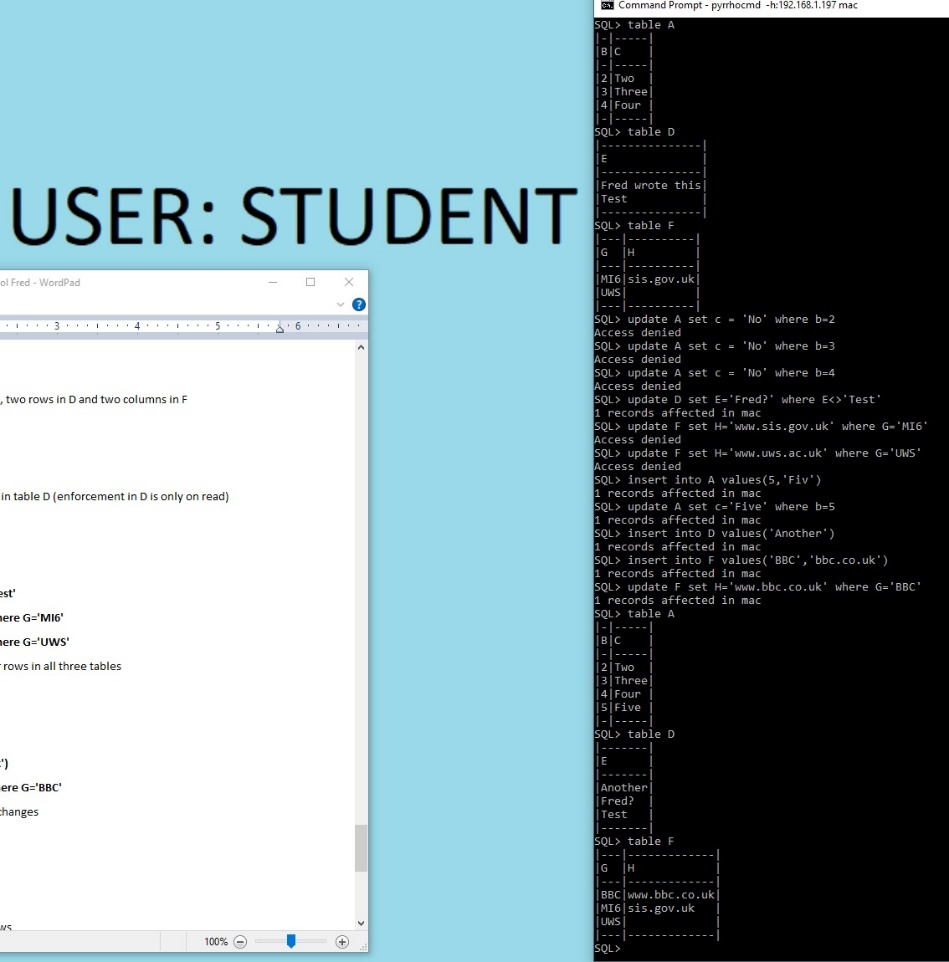 USER: STUDENT
ol Fred - WordPad
3 4 5 6
, two rows in D and two columns in F
in table D (enforcement in D is only on read)
est'
here G='MI6'
here G='UWS'
r rows in all three tables
')
ere G='BBC'
changes
ws
100%
Command Prompt - pyrrhocmd -h:192.168.1.197 mac
SQL> table A
|-|-----|
|B|C    |
|-|-----|
|2|Two  |
|3|Three|
|4|Four |
|-|-----|
SQL> table D
|---------------|
|E              |
|---------------|
|Fred wrote this|
|Test           |
|---------------|
SQL> table F
|---|----------|
|G  |H         |
|---|----------|
|MI6|sis.gov.uk|
|UWS|          |
|---|----------|
SQL> update A set c = 'No' where b=2
Access denied
SQL> update A set c = 'No' where b=3
Access denied
SQL> update A set c = 'No' where b=4
Access denied
SQL> update D set E='Fred?' where E<>'Test'
1 records affected in mac
SQL> update F set H='www.sis.gov.uk' where G='MI6'
Access denied
SQL> update F set H='www.uws.ac.uk' where G='UWS'
Access denied
SQL> insert into A values(5,'Fiv')
1 records affected in mac
SQL> update A set c='Five' where b=5
1 records affected in mac
SQL> insert into D values('Another')
1 records affected in mac
SQL> insert into F values('BBC','bbc.co.uk')
1 records affected in mac
SQL> update F set H='www.bbc.co.uk' where G='BBC'
1 records affected in mac
SQL> table A
|-|-----|
|B|C    |
|-|-----|
|2|Two  |
|3|Three|
|4|Four |
|5|Five |
|-|-----|
SQL> table D
|-------|
|E      |
|-------|
|Another|
|Fred?  |
|Test   |
|-------|
SQL> table F
|---|-------------|
|G  |H            |
|---|-------------|
|BBC|www.bbc.co.uk|
|MI6|sis.gov.uk   |
|UWS|             |
|---|-------------|
SQL>